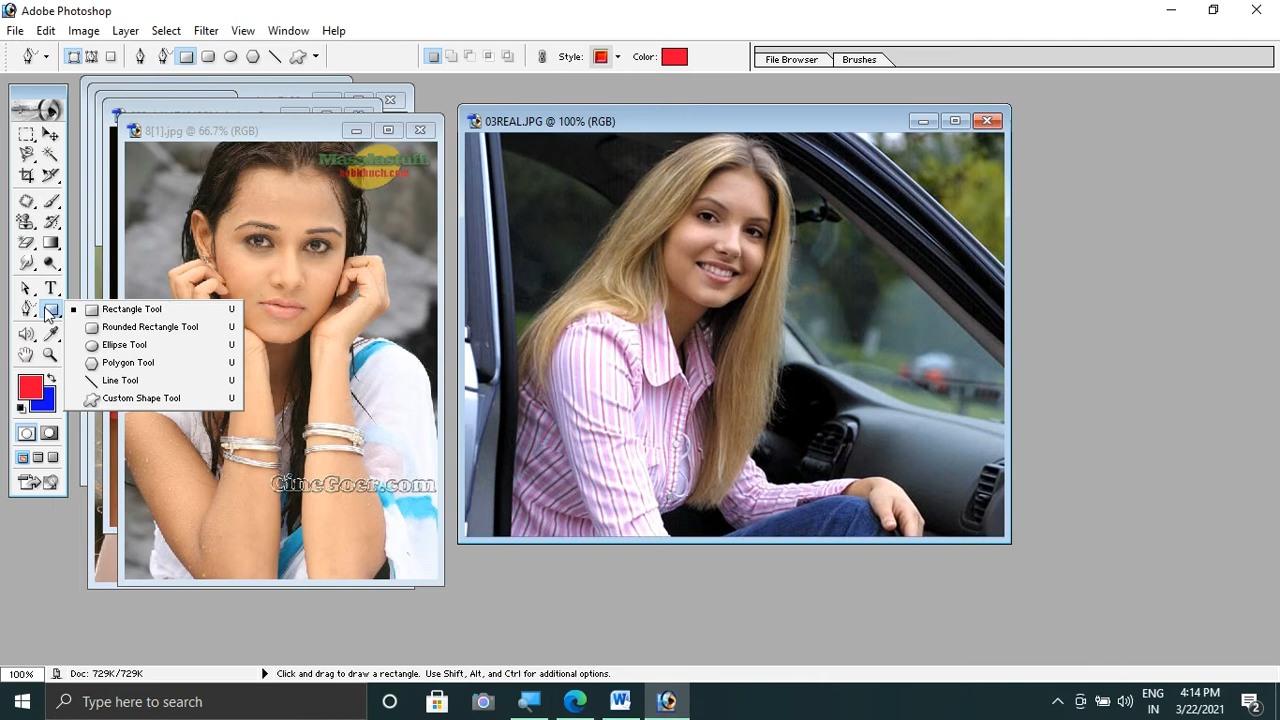 Adobe Photoshop
File Edit Image Layer Select Filter View Window Help
Style: Color: File Browser Brushes
8[1].jpg @ 66.7% (RGB)
03REAL.JPG @ 100% (RGB)
Masalastuff
sabkhuch.com
T
Rectangle Tool U
Rounded Rectangle Tool U
Ellipse Tool U
Polygon Tool U
Line Tool U
Custom Shape Tool U
CineGoer.com
100% Doc: 729K/729K Click and drag to draw a rectangle. Use Shift, Alt, and Ctrl for additional options.
Type here to search
ENG
IN
4:14 PM
3/22/2021
2